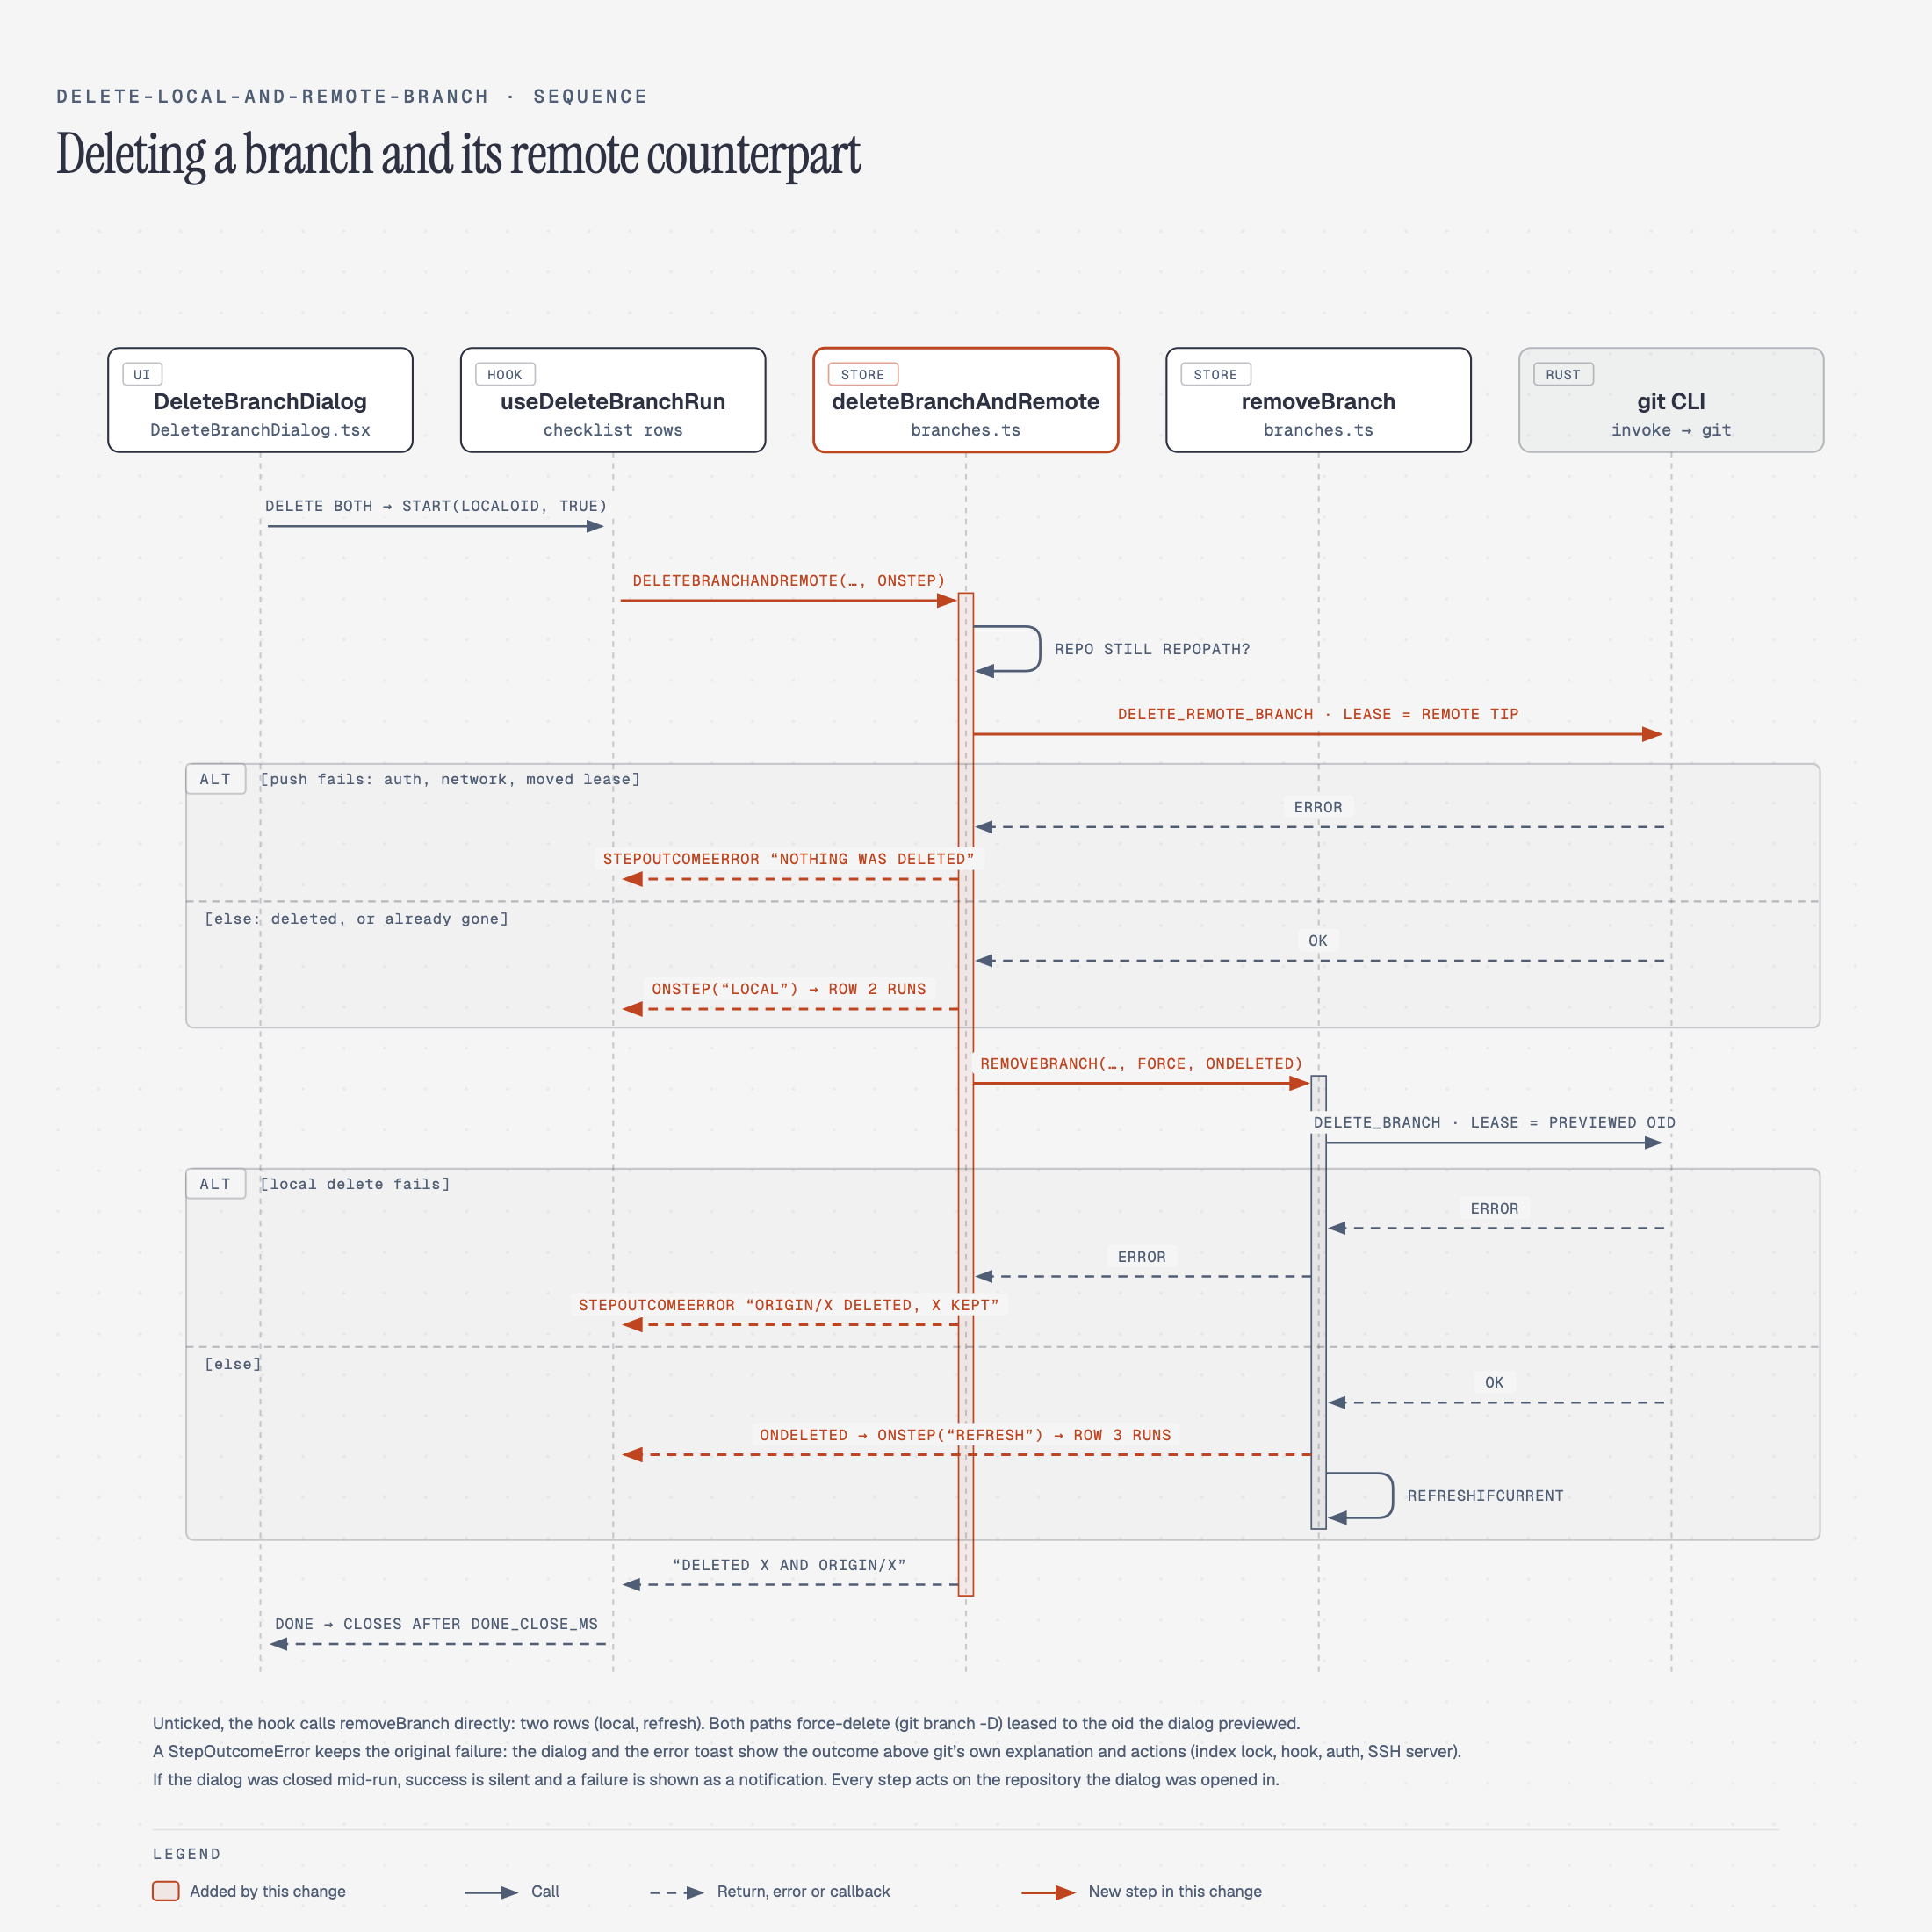 DELETE-LOCAL-AND-REMOTE-BRANCH · SEQUENCE
Deleting a branch and its remote counterpart
UI
DeleteBranchDialog
DeleteBranchDialog.tsx
HOOK
useDeleteBranchRun
checklist rows
STORE
deleteBranchAndRemote
branches.ts
STORE
removeBranch
branches.ts
RUST
git CLI
invoke → git
DELETE BOTH → START(LOCALOID, TRUE)
DELETEBRANCHANDREMOTE(…, ONSTEP)
REPO STILL REPOPATH?
DELETE_REMOTE_BRANCH · LEASE = REMOTE TIP
ALT
[push fails: auth, network, moved lease]
ERROR
STEPOUTCOMEERROR “NOTHING WAS DELETED”
[else: deleted, or already gone]
OK
ONSTEP(“LOCAL”) → ROW 2 RUNS
REMOVEBRANCH(…, FORCE, ONDELETED)
DELETE_BRANCH · LEASE = PREVIEWED OID
ALT
[local delete fails]
ERROR
ERROR
STEPOUTCOMEERROR “ORIGIN/X DELETED, X KEPT”
[else]
OK
ONDELETED → ONSTEP(“REFRESH”) → ROW 3 RUNS
REFRESHIFCURRENT
“DELETED X AND ORIGIN/X”
DONE → CLOSES AFTER DONE_CLOSE_MS
Unticked, the hook calls removeBranch directly: two rows (local, refresh). Both paths force-delete (git branch -D) leased to the oid the dialog previewed.
A StepOutcomeError keeps the original failure: the dialog and the error toast show the outcome above git’s own explanation and actions (index lock, hook, auth, SSH server).
If the dialog was closed mid-run, success is silent and a failure is shown as a notification. Every step acts on the repository the dialog was opened in.
LEGEND
Added by this change
Call
Return, error or callback
New step in this change